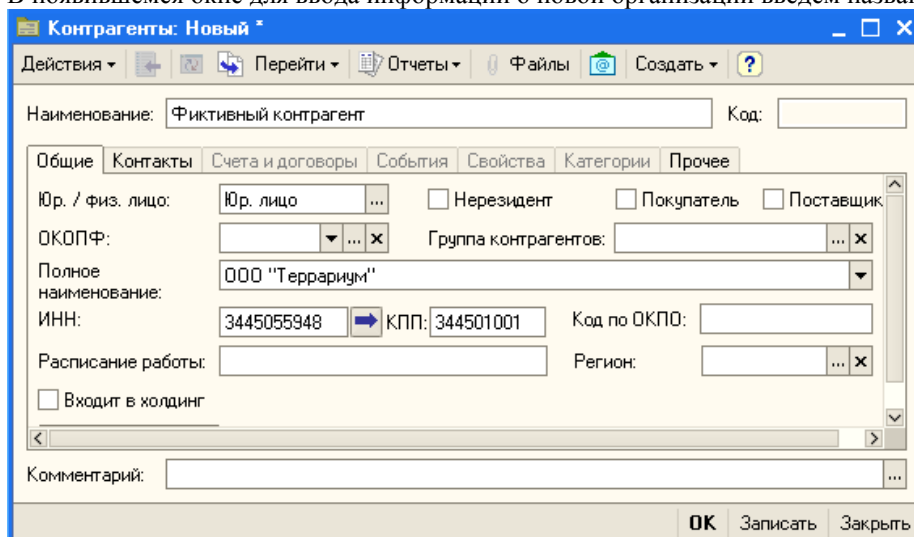 В появившемся окне для ввода информации о новой организации введем назва
Контрагенты: Новый *
Действия Перейти Отчеты Файлы Создать ?
Наименование: Фиктивный контрагент Код:
Общие Контакты Счета и договоры События Свойства Категории Прочее
Юр. / физ. лицо: Юр. лицо ... Нерезидент Покупатель Поставщик
ОКОПФ: ... x Группа контрагентов: ... x
Полное
наименование:
ООО "Террариум"
ИНН: 3445055948 КПП: 344501001 Код по ОКПО:
Расписание работы: Регион: ... x
Входит в холдинг
Комментарий: ...
OK Записать Закрыть